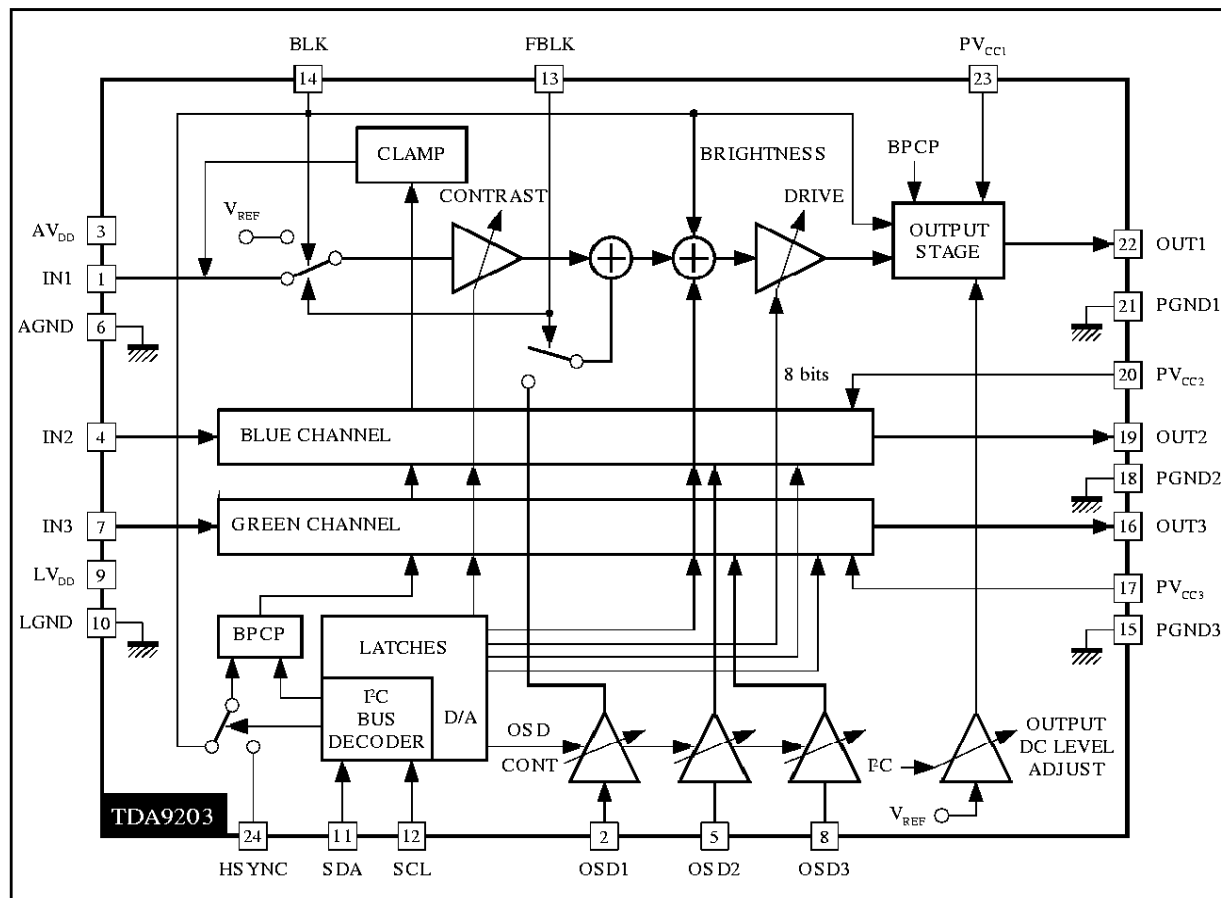 BLK FBLK PVCC1
14 13 23
CLAMP
BRIGHTNESS BPCP
CONTRAST DRIVE
VREF
AVDD 3
OUTPUT
STAGE
22 OUT1
IN1 1
21 PGND1
AGND 6
8 bits
20 PVCC2
IN2 4 BLUE CHANNEL 19 OUT2
18 PGND2
IN3 7 GREEN CHANNEL 16 OUT3
LVDD 9
17 PVCC3
LGND 10
BPCP
15 PGND3
LATCHES
I²C
BUS
DECODER
D/A
OSD
CONT
I²C
OUTPUT
DC LEVEL
ADJUST
VREF
TDA9203
24 11 12 2 5 8
HSYNC SDA SCL OSD1 OSD2 OSD3